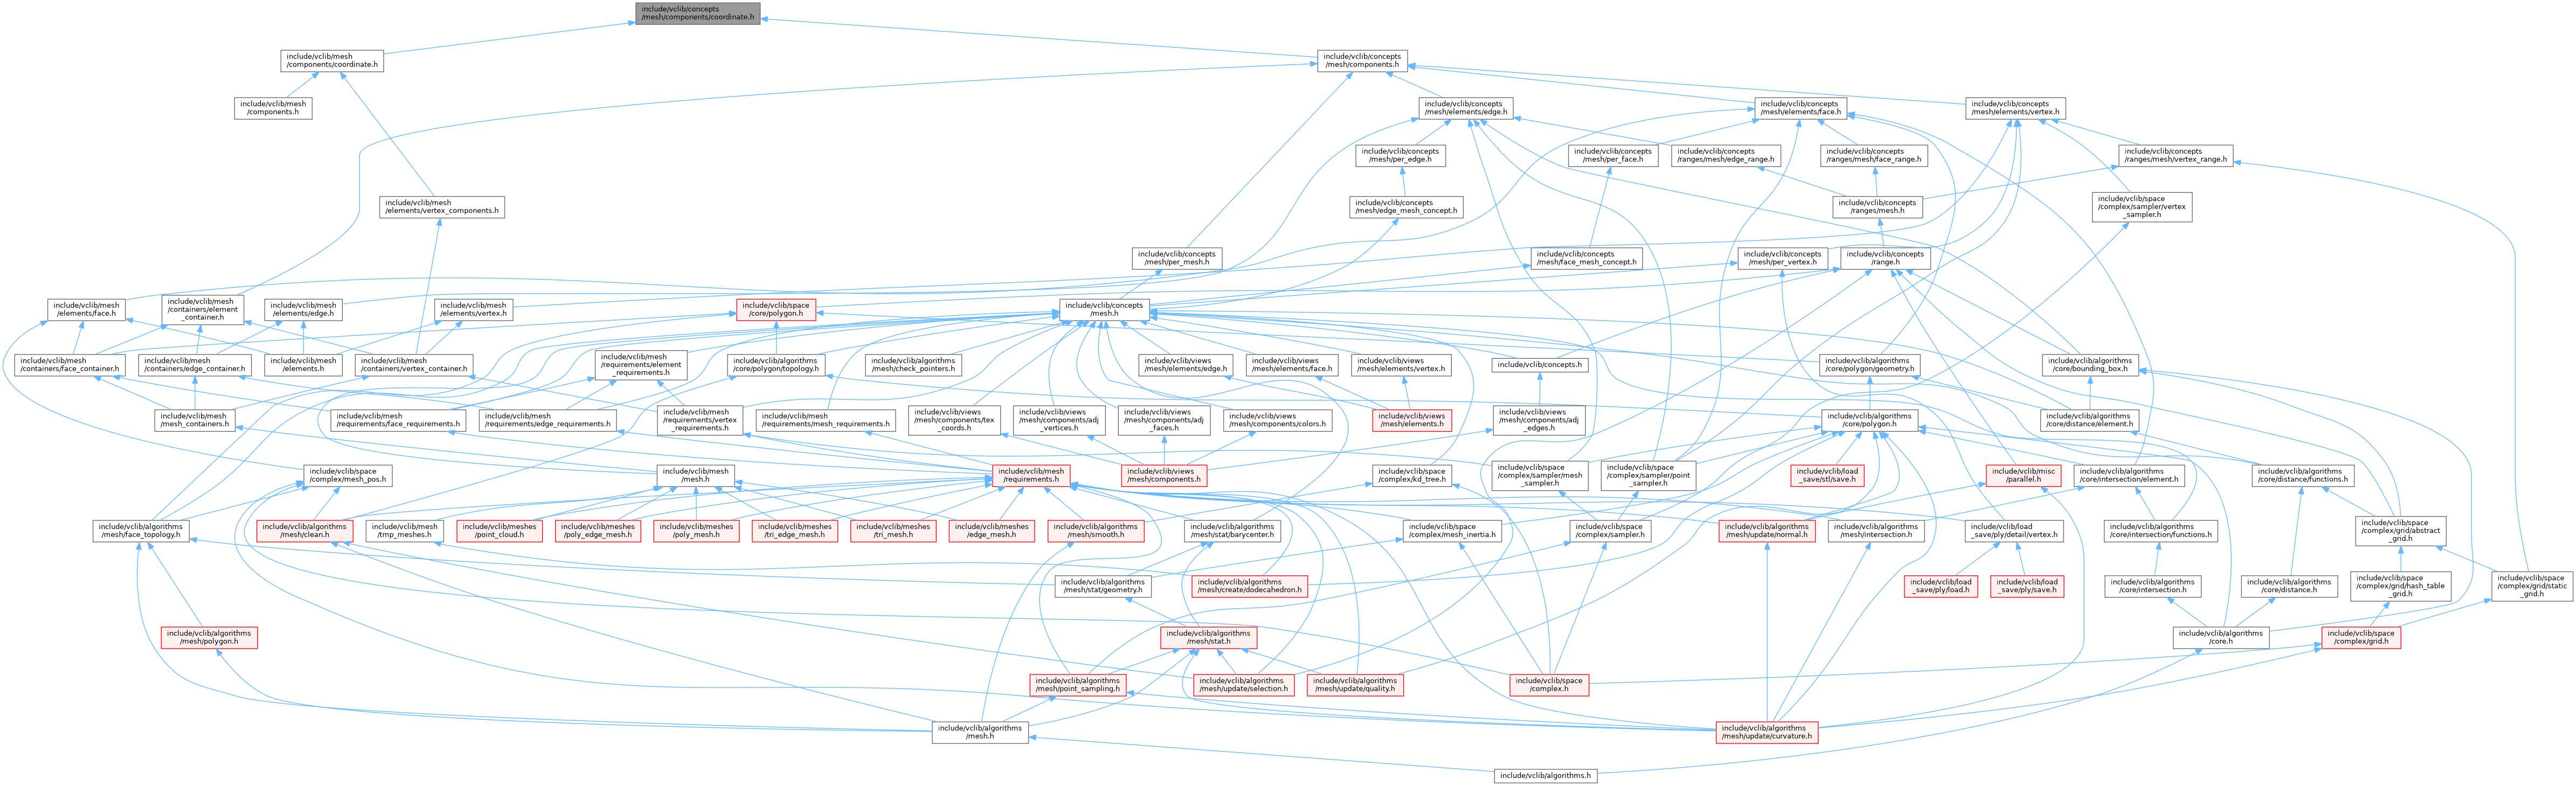 include/vclib/concepts
/mesh/components/coordinate.h
include/vclib/mesh
/components/coordinate.h
include/vclib/concepts
/mesh/components.h
include/vclib/mesh
/components.h
include/vclib/concepts
/mesh/elements/edge.h
include/vclib/concepts
/mesh/elements/face.h
include/vclib/concepts
/mesh/elements/vertex.h
include/vclib/concepts
/mesh/per_edge.h
include/vclib/concepts
/mesh/per_face.h
include/vclib/concepts
/ranges/mesh/edge_range.h
include/vclib/concepts
/ranges/mesh/face_range.h
include/vclib/concepts
/ranges/mesh/vertex_range.h
include/vclib/mesh
/elements/vertex_components.h
include/vclib/concepts
/mesh/edge_mesh_concept.h
include/vclib/concepts
/ranges/mesh.h
include/vclib/space
/complex/sampler/vertex
_sampler.h
include/vclib/concepts
/mesh/per_mesh.h
include/vclib/concepts
/mesh/face_mesh_concept.h
include/vclib/concepts
/mesh/per_vertex.h
include/vclib/concepts
/range.h
include/vclib/mesh
/elements/face.h
include/vclib/mesh
/containers/element
_container.h
include/vclib/mesh
/elements/edge.h
include/vclib/mesh
/elements/vertex.h
include/vclib/space
/core/polygon.h
include/vclib/concepts
/mesh.h
include/vclib/mesh
/containers/face_container.h
include/vclib/mesh
/containers/edge_container.h
include/vclib/mesh
/elements.h
include/vclib/mesh
/containers/vertex_container.h
include/vclib/mesh
/requirements/element
_requirements.h
include/vclib/algorithms
/core/polygon/topology.h
include/vclib/algorithms
/mesh/check_pointers.h
include/vclib/views
/mesh/elements/edge.h
include/vclib/views
/mesh/elements/face.h
include/vclib/views
/mesh/elements/vertex.h
include/vclib/concepts.h
include/vclib/algorithms
/core/polygon/geometry.h
include/vclib/algorithms
/core/bounding_box.h
include/vclib/mesh
/mesh_containers.h
include/vclib/mesh
/requirements/face_requirements.h
include/vclib/mesh
/requirements/edge_requirements.h
include/vclib/mesh
/requirements/vertex
_requirements.h
include/vclib/mesh
/requirements/mesh_requirements.h
include/vclib/views
/mesh/components/tex
_coords.h
include/vclib/views
/mesh/components/adj
_vertices.h
include/vclib/views
/mesh/components/adj
_faces.h
include/vclib/views
/mesh/components/colors.h
include/vclib/views
/mesh/elements.h
include/vclib/views
/mesh/components/adj
_edges.h
include/vclib/algorithms
/core/polygon.h
include/vclib/algorithms
/core/distance/element.h
include/vclib/space
/complex/mesh_pos.h
include/vclib/mesh
/mesh.h
include/vclib/mesh
/requirements.h
include/vclib/views
/mesh/components.h
include/vclib/space
/complex/kd_tree.h
include/vclib/space
/complex/sampler/mesh
_sampler.h
include/vclib/space
/complex/sampler/point
_sampler.h
include/vclib/load
_save/stl/save.h
include/vclib/misc
/parallel.h
include/vclib/algorithms
/core/intersection/element.h
include/vclib/algorithms
/core/distance/functions.h
include/vclib/algorithms
/mesh/face_topology.h
include/vclib/algorithms
/mesh/clean.h
include/vclib/mesh
/tmp_meshes.h
include/vclib/meshes
/point_cloud.h
include/vclib/meshes
/poly_edge_mesh.h
include/vclib/meshes
/poly_mesh.h
include/vclib/meshes
/tri_edge_mesh.h
include/vclib/meshes
/tri_mesh.h
include/vclib/meshes
/edge_mesh.h
include/vclib/algorithms
/mesh/smooth.h
include/vclib/algorithms
/mesh/stat/barycenter.h
include/vclib/space
/complex/mesh_inertia.h
include/vclib/space
/complex/sampler.h
include/vclib/algorithms
/mesh/update/normal.h
include/vclib/algorithms
/mesh/intersection.h
include/vclib/load
_save/ply/detail/vertex.h
include/vclib/algorithms
/core/intersection/functions.h
include/vclib/space
/complex/grid/abstract
_grid.h
include/vclib/algorithms
/mesh/stat/geometry.h
include/vclib/algorithms
/mesh/create/dodecahedron.h
include/vclib/load
_save/ply/load.h
include/vclib/load
_save/ply/save.h
include/vclib/algorithms
/core/intersection.h
include/vclib/algorithms
/core/distance.h
include/vclib/space
/complex/grid/hash_table
_grid.h
include/vclib/space
/complex/grid/static
_grid.h
include/vclib/algorithms
/mesh/polygon.h
include/vclib/algorithms
/mesh/stat.h
include/vclib/algorithms
/core.h
include/vclib/space
/complex/grid.h
include/vclib/algorithms
/mesh/point_sampling.h
include/vclib/algorithms
/mesh/update/selection.h
include/vclib/algorithms
/mesh/update/quality.h
include/vclib/space
/complex.h
include/vclib/algorithms
/mesh.h
include/vclib/algorithms
/mesh/update/curvature.h
include/vclib/algorithms.h